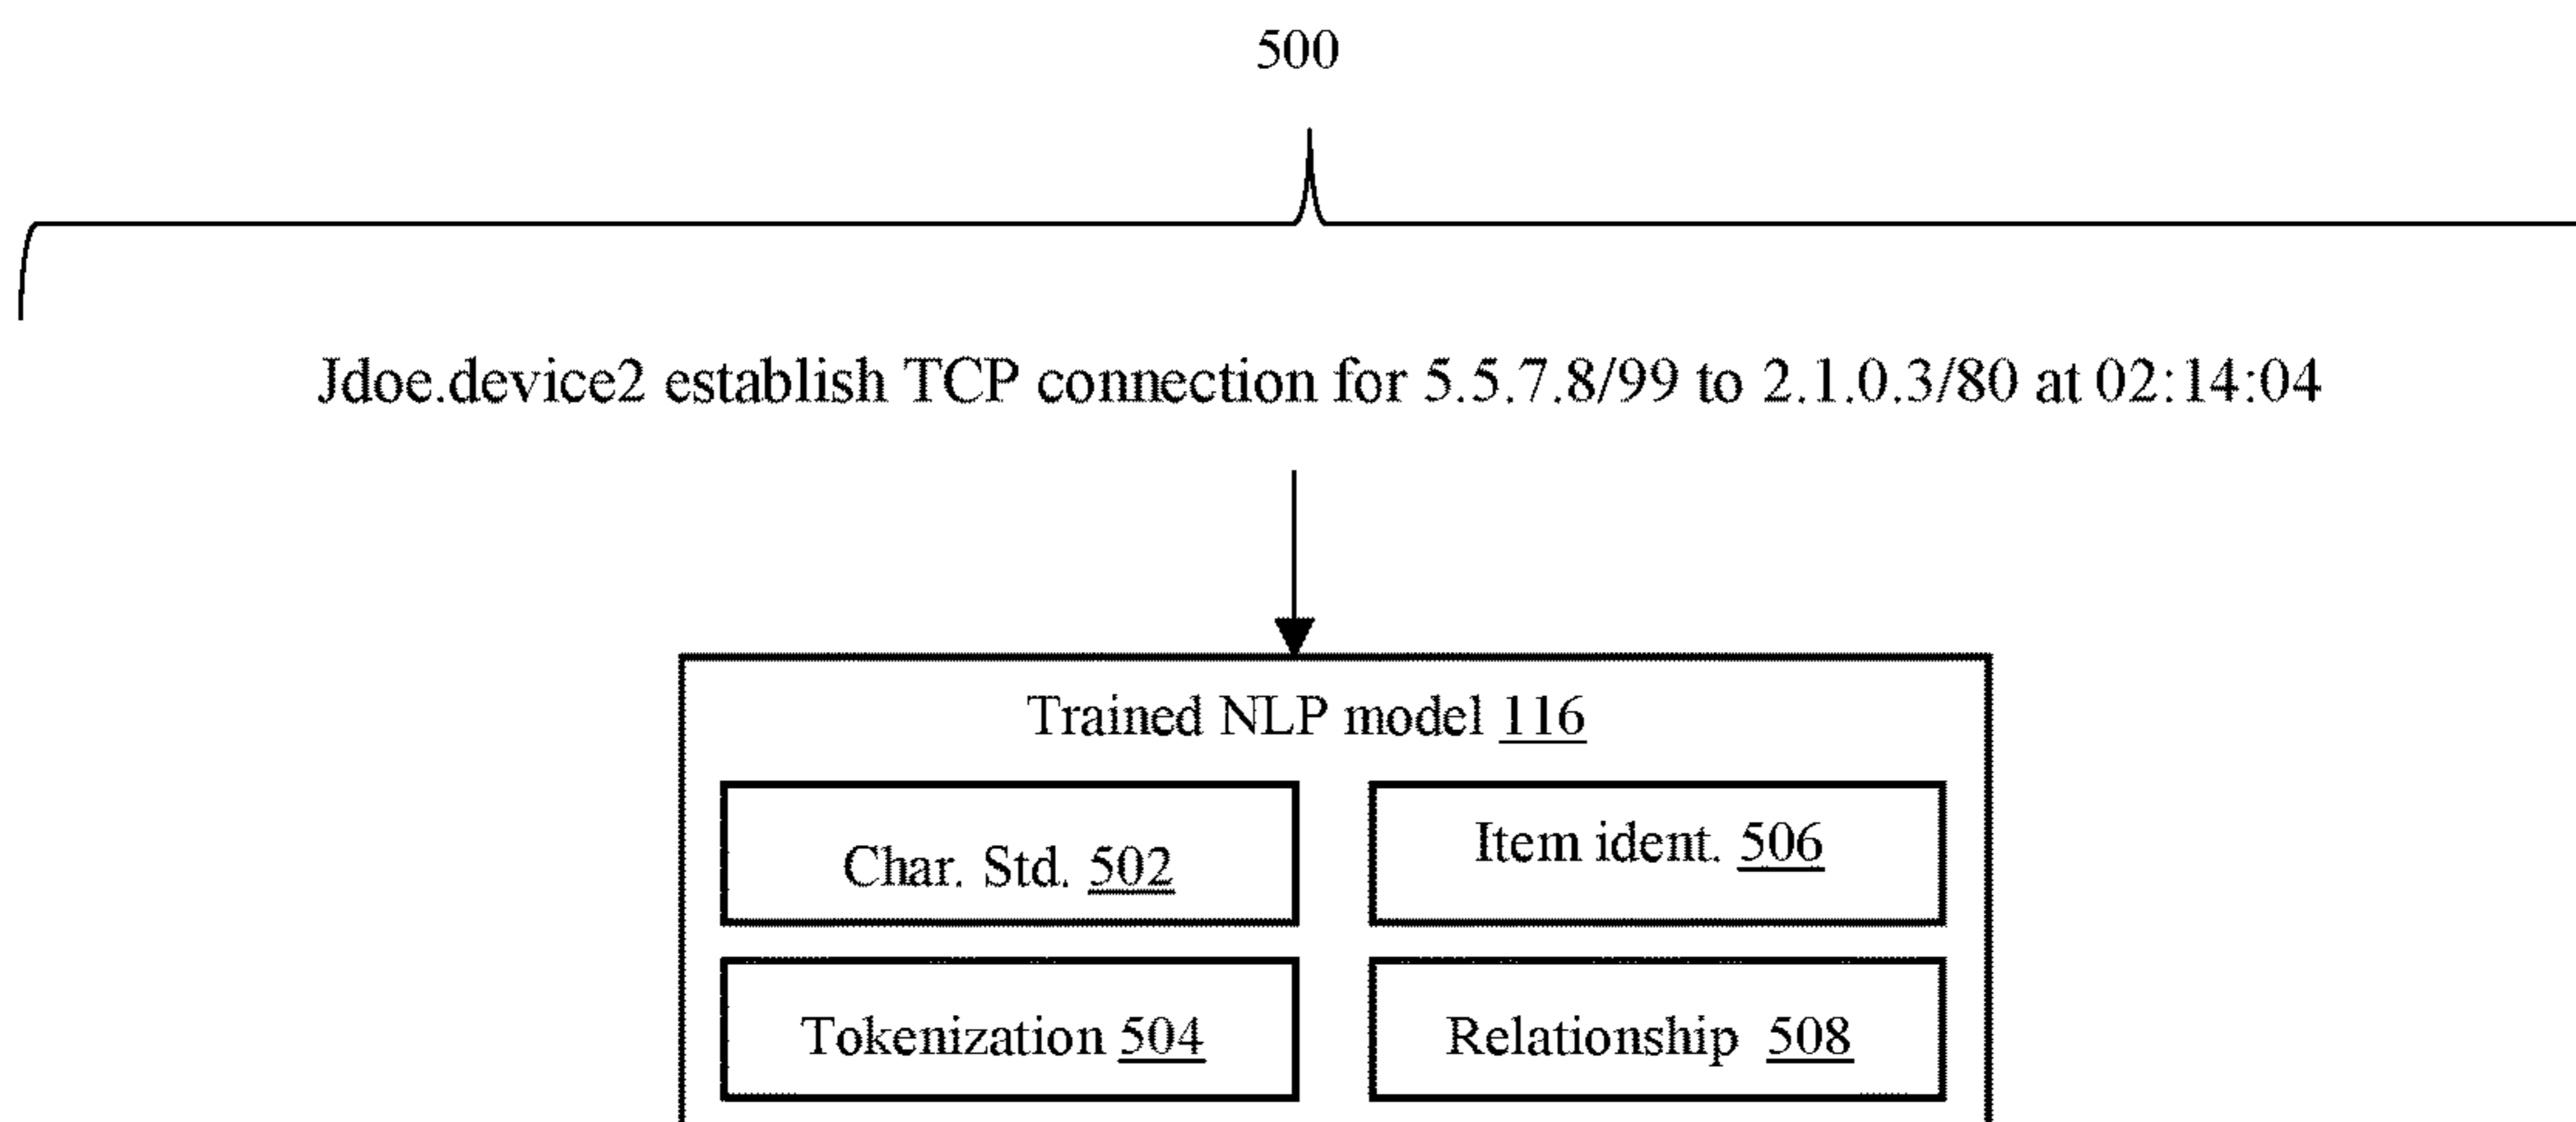 500
Jdoe.device2 establish TCP connection for 5.5.7.8/99 to 2.1.0.3/80 at 02:14:04
Trained NLP model 116
Char. Std. 502
Item ident. 506
Tokenization 504
Relationship 508